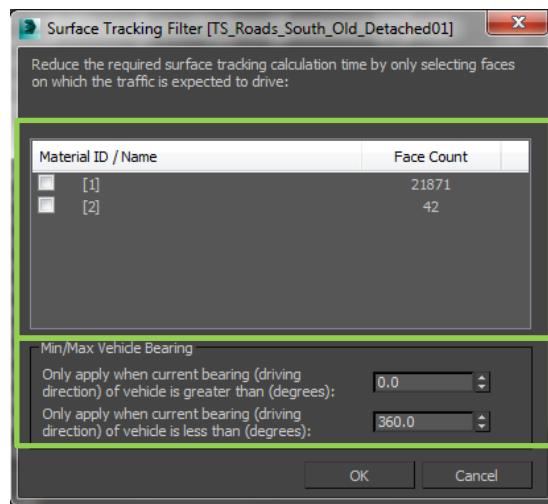 Surface Tracking Filter [TS_Roads_South_Old_Detached01]
Reduce the required surface tracking calculation time by only selecting faces
on which the traffic is expected to drive:
Material ID / Name Face Count
[1] 21871
[2] 42
Min/Max Vehicle Bearing
Only apply when current bearing (driving
direction) of vehicle is greater than (degrees): 0.0
Only apply when current bearing (driving
direction) of vehicle is less than (degrees): 360.0
OK Cancel